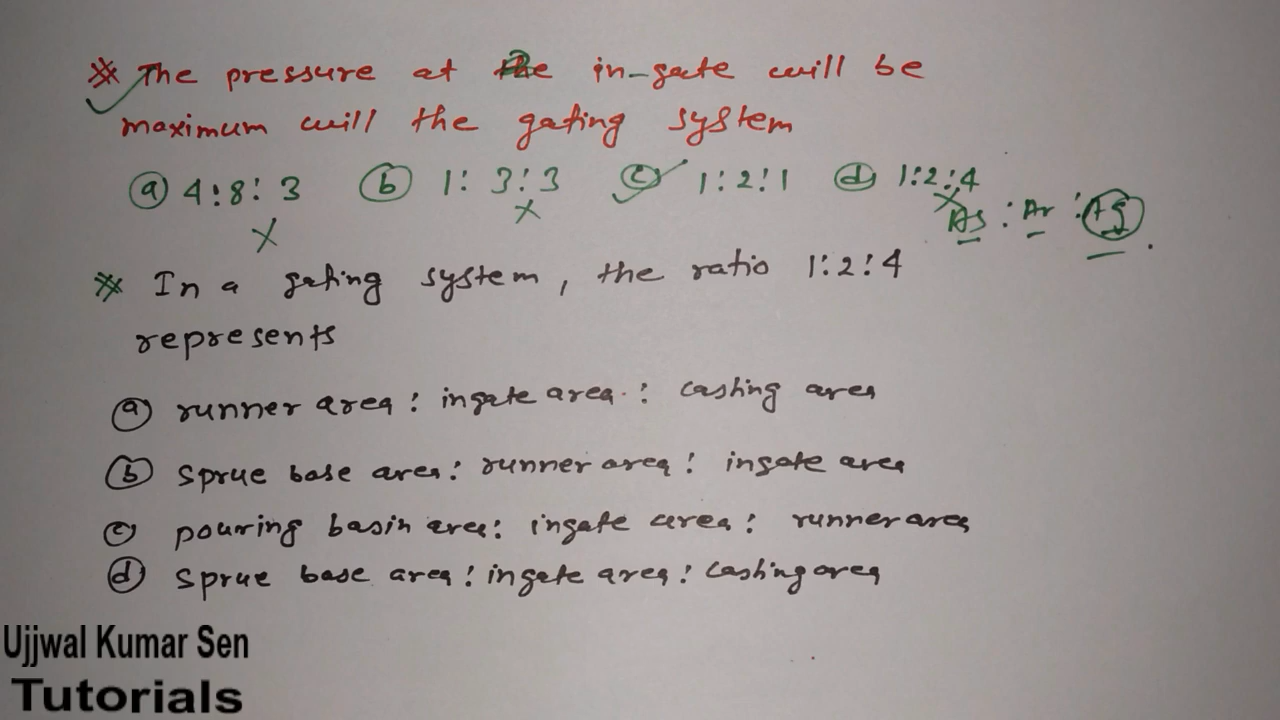 ※ The pressure at the in-gate will be
maximum will the gating system
(a) 4:8:3 (b) 1:3:3 (c) 1:2:1 (d) 1:2:4
As : Ar : Ag
※ In a gating system, the ratio 1:2:4
represents
(a) runner area : ingate area : casting area
(b) sprue base area : runner area : ingate area
(c) pouring basin area : ingate area : runner area
(d) sprue base area : ingate area : casting area
Ujjwal Kumar Sen
Tutorials